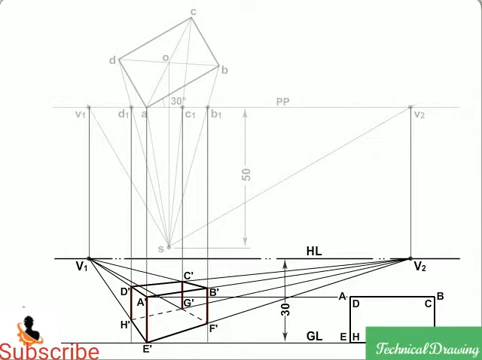 c
d
o
b
30°
PP
v1
d1
a
c1
b1
v2
50
s
HL
V1
V2
C'
D'
B'
A'
G'
30
A
B
D
C
H'
F'
GL
E
H
E'
Subscribe
Technical Drawing